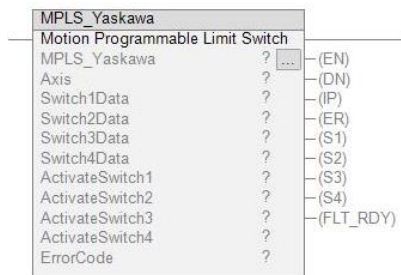 MPLS_Yaskawa
Motion Programmable Limit Switch
MPLS_Yaskawa ? ... (EN)
Axis ? (DN)
Switch1Data ? (IP)
Switch2Data ? (ER)
Switch3Data ? (S1)
Switch4Data ? (S2)
ActivateSwitch1 ? (S3)
ActivateSwitch2 ? (S4)
ActivateSwitch3 ? (FLT_RDY)
ActivateSwitch4 ?
ErrorCode ?